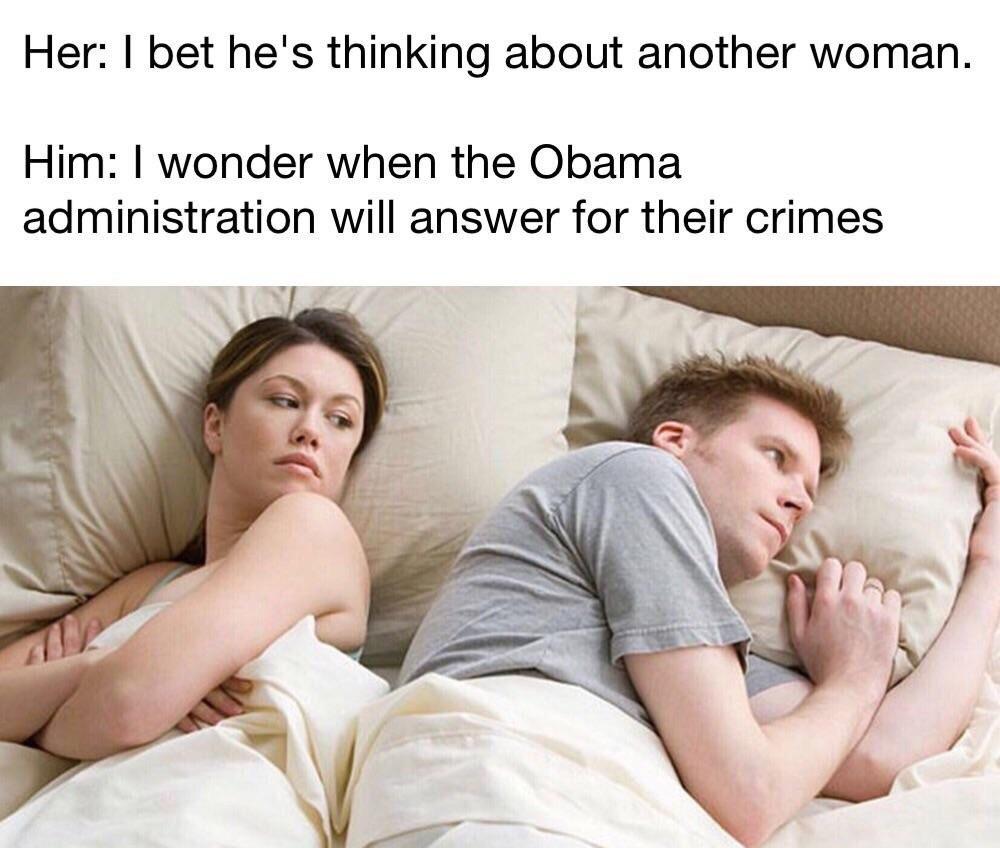 Her: I bet he's thinking about another woman.
Him: I wonder when the Obama
administration will answer for their crimes